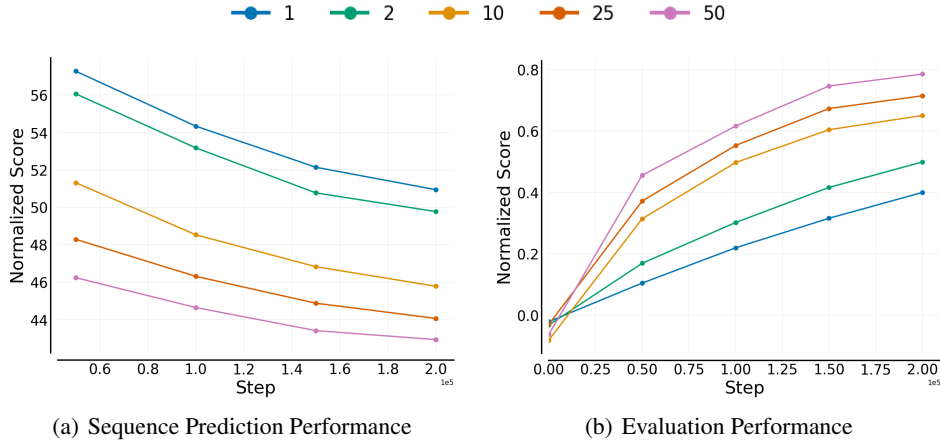 1 2 10 25 50
Normalized Score
56
54
52
50
48
46
44
0.6 0.8 1.0 1.2 1.4 1.6 1.8 2.0
1e5
Step
(a) Sequence Prediction Performance
Normalized Score
0.8
0.6
0.4
0.2
0.0
0.00 0.25 0.50 0.75 1.00 1.25 1.50 1.75 2.00
1e5
Step
(b) Evaluation Performance